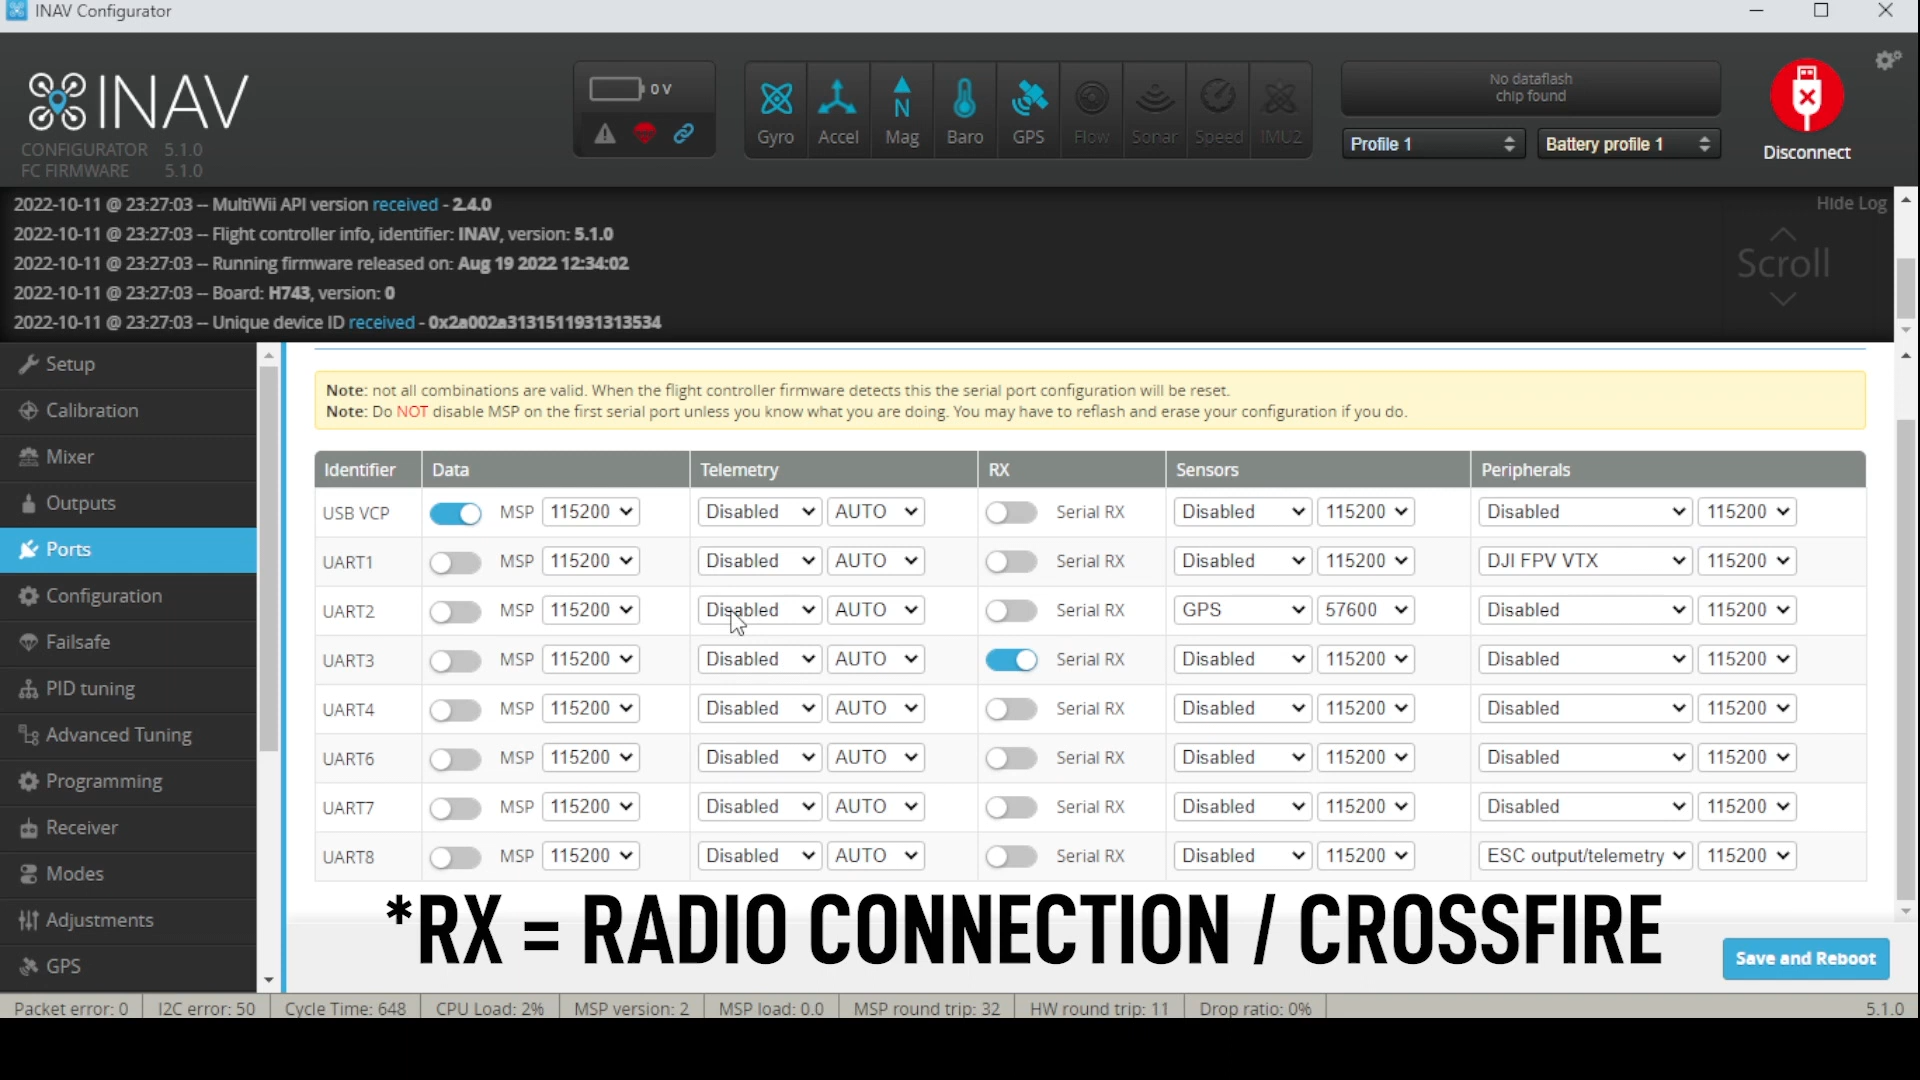 INAV Configurator
INAV
CONFIGURATOR 5.1.0
FC FIRMWARE 5.1.0
0 V
Gyro Accel Mag Baro GPS Flow Sonar Speed IMU2
N
No dataflash
chip found
Profile 1 Battery profile 1
Disconnect
2022-10-11 @ 23:27:03 -- MultiWii API version received - 2.4.0
2022-10-11 @ 23:27:03 -- Flight controller info, identifier: INAV, version: 5.1.0
2022-10-11 @ 23:27:03 -- Running firmware released on: Aug 19 2022 12:34:02
2022-10-11 @ 23:27:03 -- Board: H743, version: 0
2022-10-11 @ 23:27:03 -- Unique device ID received - 0x2a002a3131511931313534
Hide Log
Scroll
Setup
Calibration
Mixer
Outputs
Ports
Configuration
Failsafe
PID tuning
Advanced Tuning
Programming
Receiver
Modes
Adjustments
GPS
Note: not all combinations are valid. When the flight controller firmware detects this the serial port configuration will be reset.
Note: Do NOT disable MSP on the first serial port unless you know what you are doing. You may have to reflash and erase your configuration if you do.
Identifier Data Telemetry RX Sensors Peripherals
USB VCP MSP 115200 Disabled AUTO Serial RX Disabled 115200 Disabled 115200
UART1 MSP 115200 Disabled AUTO Serial RX Disabled 115200 DJI FPV VTX 115200
UART2 MSP 115200 Disabled AUTO Serial RX GPS 57600 Disabled 115200
UART3 MSP 115200 Disabled AUTO Serial RX Disabled 115200 Disabled 115200
UART4 MSP 115200 Disabled AUTO Serial RX Disabled 115200 Disabled 115200
UART6 MSP 115200 Disabled AUTO Serial RX Disabled 115200 Disabled 115200
UART7 MSP 115200 Disabled AUTO Serial RX Disabled 115200 Disabled 115200
UART8 MSP 115200 Disabled AUTO Serial RX Disabled 115200 ESC output/telemetry 115200
*RX = RADIO CONNECTION / CROSSFIRE
Save and Reboot
Packet error: 0 I2C error: 50 Cycle Time: 648 CPU Load: 2% MSP version: 2 MSP load: 0.0 MSP round trip: 32 HW round trip: 11 Drop ratio: 0% 5.1.0